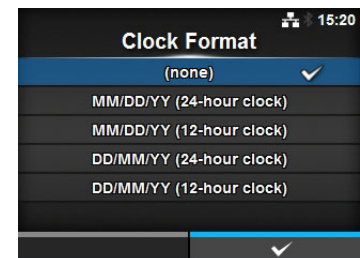 15:20
Clock Format
(none)
MM/DD/YY (24-hour clock)
MM/DD/YY (12-hour clock)
DD/MM/YY (24-hour clock)
DD/MM/YY (12-hour clock)